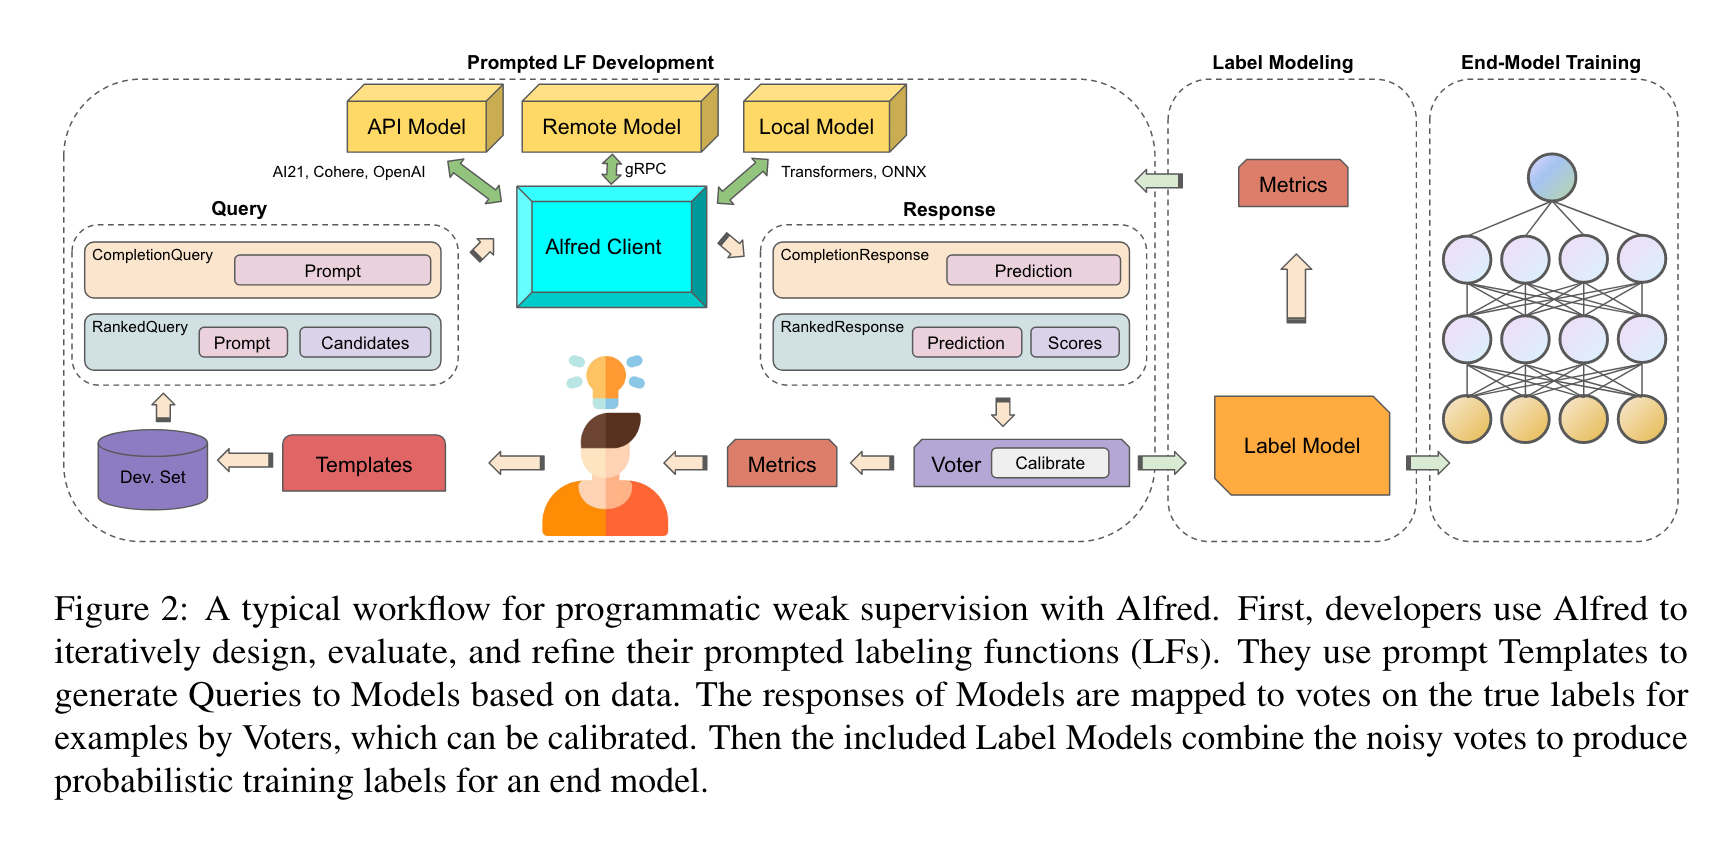 Prompted LF Development
Label Modeling
End-Model Training
API Model
Remote Model
Local Model
AI21, Cohere, OpenAI
gRPC
Transformers, ONNX
Metrics
Query
Response
Alfred Client
CompletionQuery
Prompt
CompletionResponse
Prediction
RankedQuery
Prompt
Candidates
RankedResponse
Prediction
Scores
Dev. Set
Templates
Metrics
Voter
Calibrate
Label Model
Figure 2: A typical workflow for programmatic weak supervision with Alfred. First, developers use Alfred to
iteratively design, evaluate, and refine their prompted labeling functions (LFs). They use prompt Templates to
generate Queries to Models based on data. The responses of Models are mapped to votes on the true labels for
examples by Voters, which can be calibrated. Then the included Label Models combine the noisy votes to produce
probabilistic training labels for an end model.